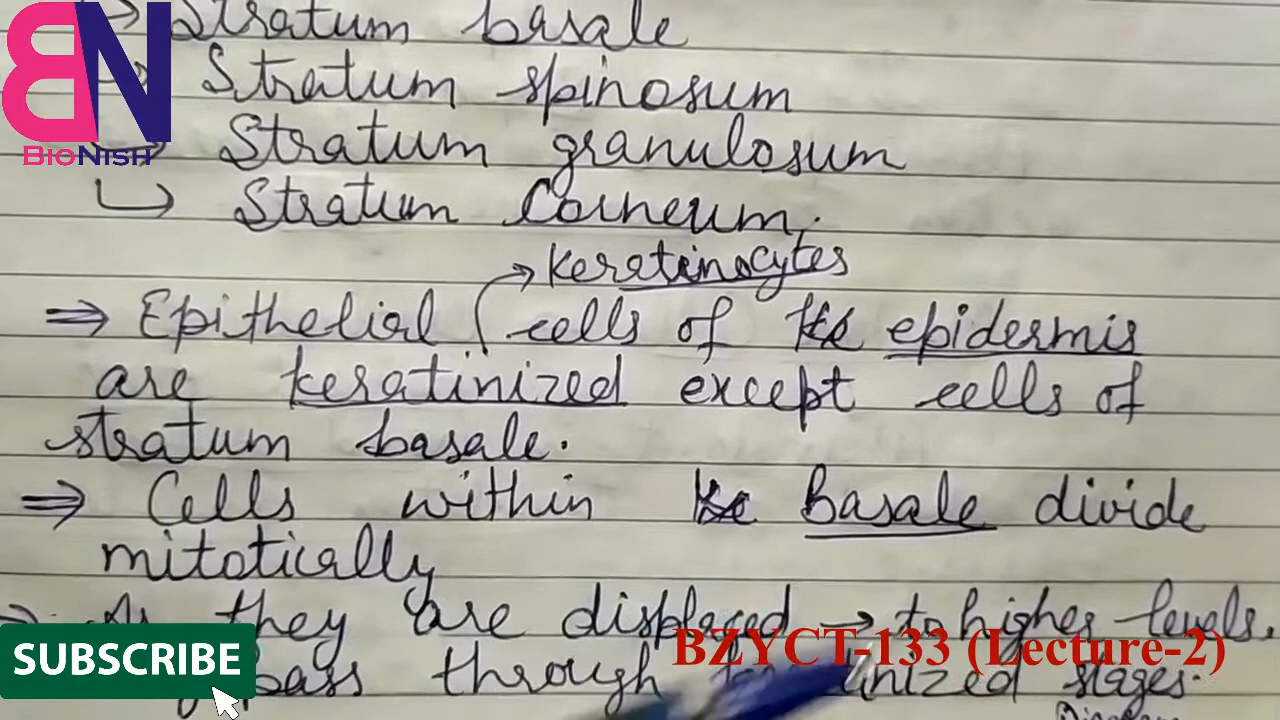 → Stratum basale
→ Stratum spinosum
→ Stratum granulosum
→ Stratum Corneum.
→ Keratinocytes
⇒ Epithelial cells of the epidermis
are keratinized except cells of
stratum basale.
⇒ Cells within the Basale divide
mitotically
⇒ As they are displaced → to higher levels.
pass through stages.
BN
BIONISH
SUBSCRIBE
BZYCT-133 (Lecture-2)